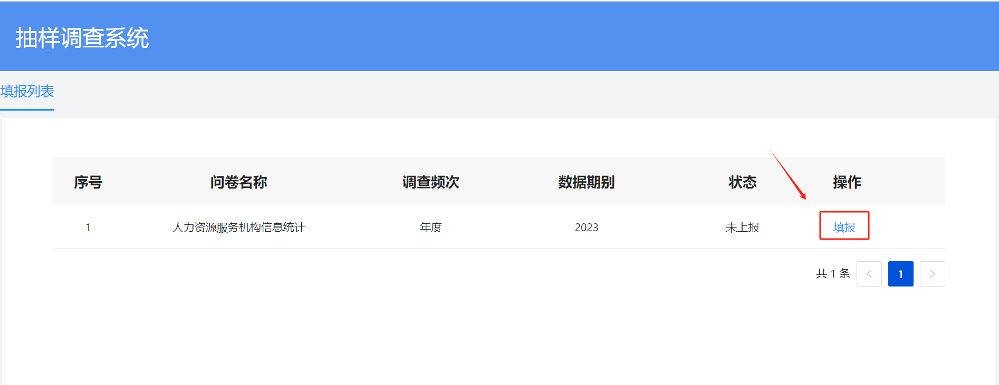 抽样调查系统
填报列表
序号 问卷名称 调查频次 数据期别 状态 操作
1 人力资源服务机构信息统计 年度 2023 未上报 填报
共 1 条 < 1 >